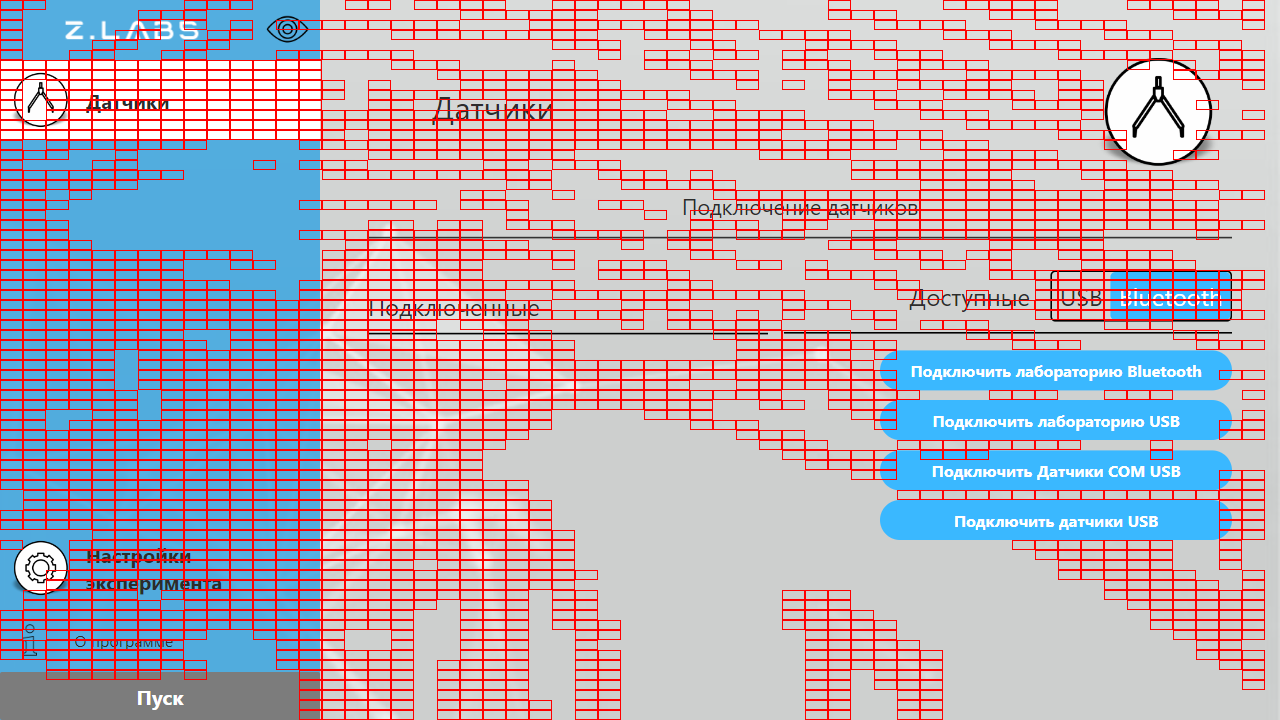 Z.LABS
Датчики
Датчики
Подключение датчиков
Подключенные
Доступные
USB
Bluetooth
Подключить лабораторию Bluetooth
Подключить лабораторию USB
Подключить Датчики COM USB
Подключить датчики USB
Настройки
эксперимента
О программе
Пуск